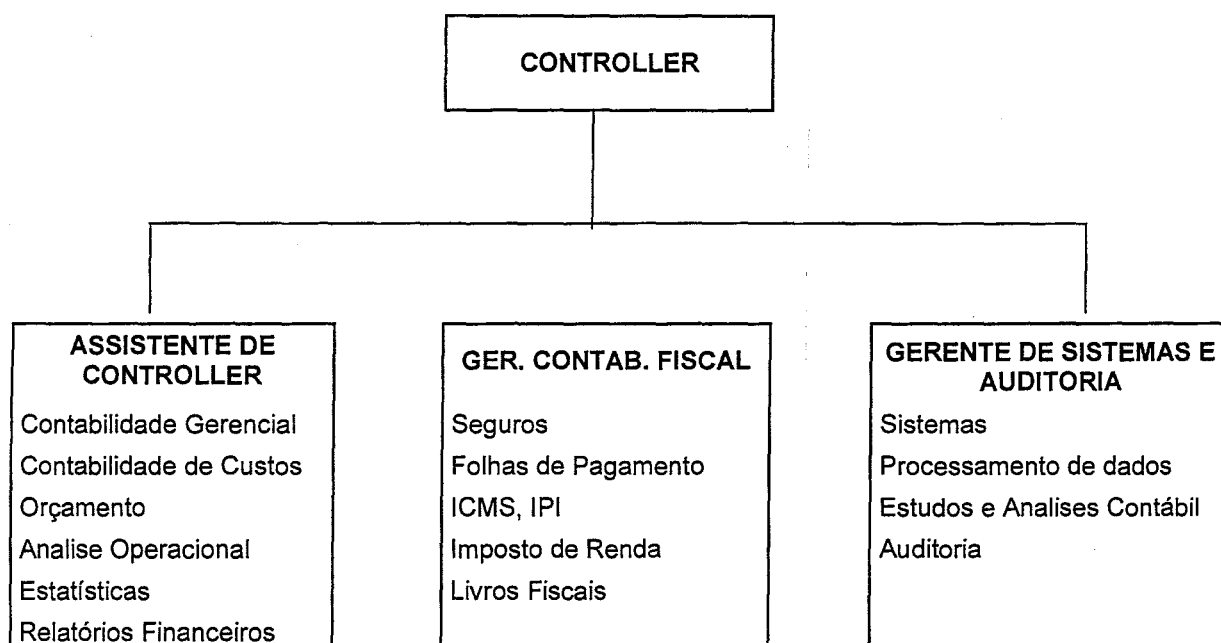 CONTROLLER
ASSISTENTE DE
CONTROLLER
Contabilidade Gerencial
Contabilidade de Custos
Orçamento
Analise Operacional
Estatísticas
Relatórios Financeiros
GER. CONTAB. FISCAL
Seguros
Folhas de Pagamento
ICMS, IPI
Imposto de Renda
Livros Fiscais
GERENTE DE SISTEMAS E
AUDITORIA
Sistemas
Processamento de dados
Estudos e Analises Contábil
Auditoria